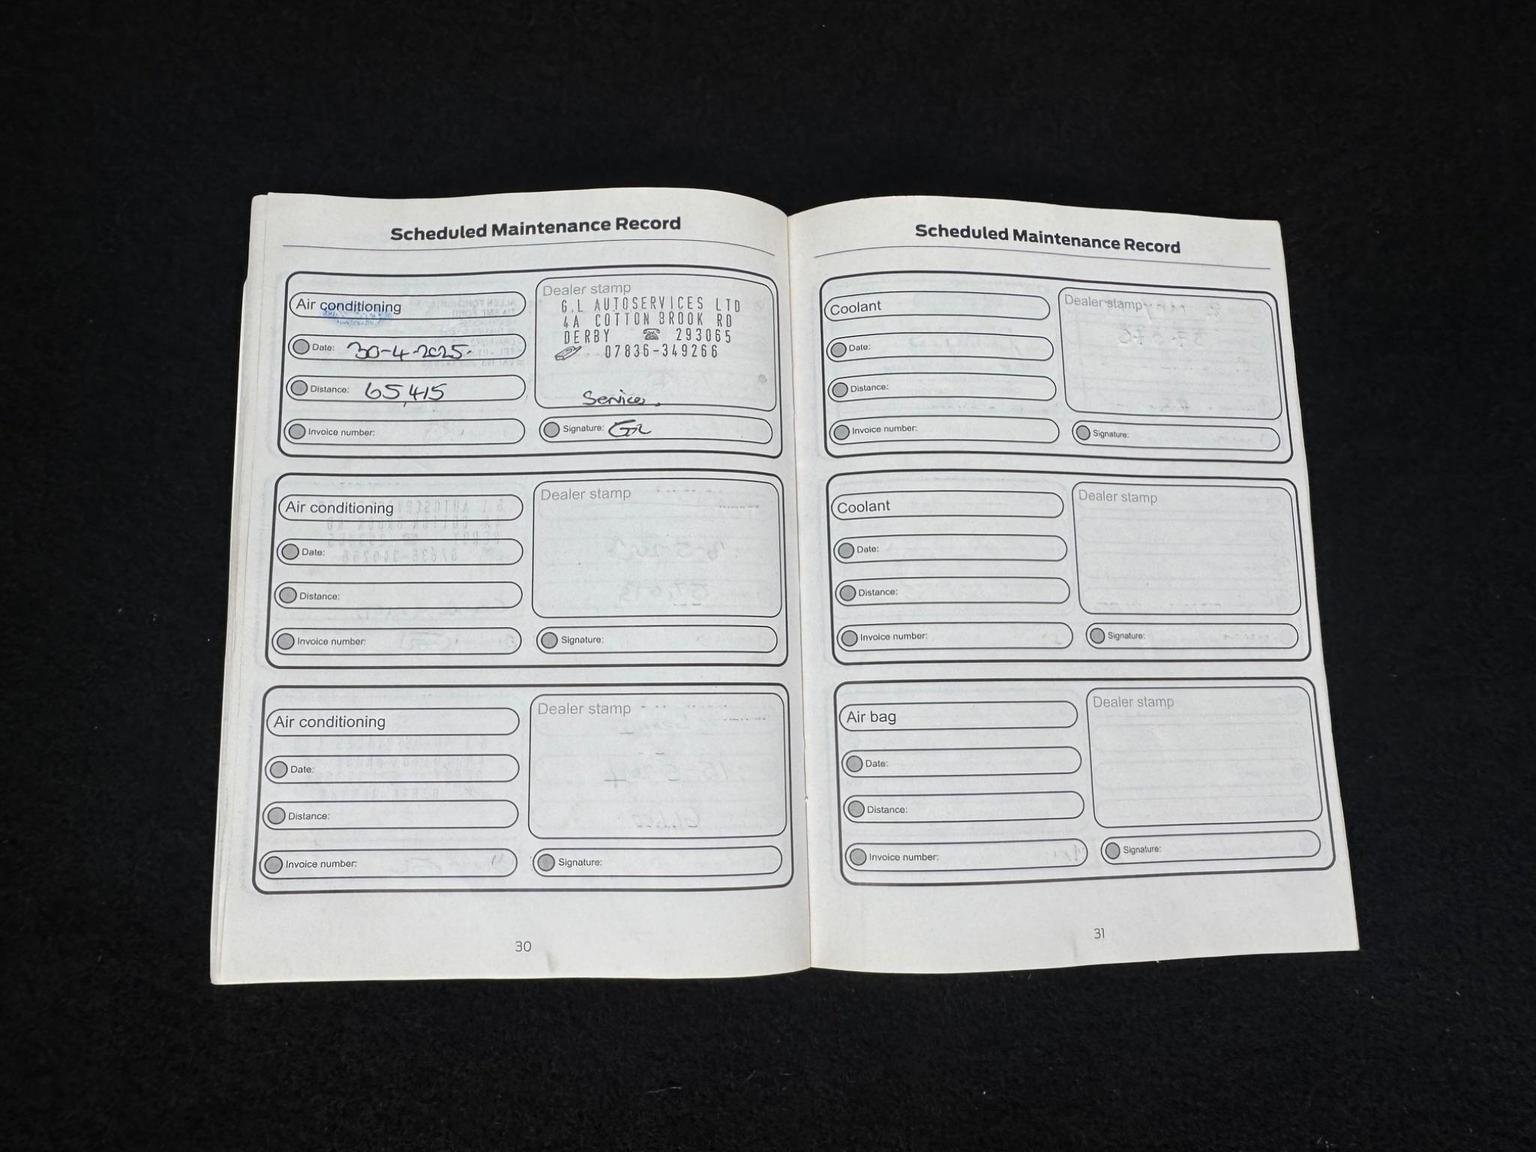 Scheduled Maintenance Record
Air conditioning
Date: 30-4-2025.
Distance: 65,415
Invoice number:
Dealer stamp
G.L AUTOSERVICES LTD
4A COTTON BROOK RD
DERBY ☎ 293065
07836-349266
Services.
Signature: GL
Air conditioning
Date:
Distance:
Invoice number:
Dealer stamp
Signature:
Air conditioning
Date:
Distance:
Invoice number:
Dealer stamp
Signature:
30
Scheduled Maintenance Record
Coolant
Date:
Distance:
Invoice number:
Dealer stamp
Signature:
Coolant
Date:
Distance:
Invoice number:
Dealer stamp
Signature:
Air bag
Date:
Distance:
Invoice number:
Dealer stamp
Signature:
31